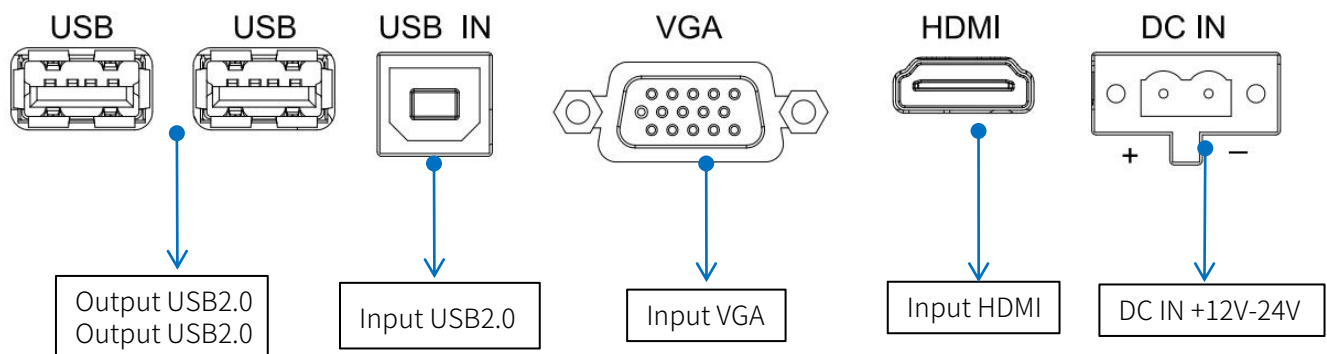 USB USB USB IN VGA HDMI DC IN
+ −
Output USB2.0
Output USB2.0
Input USB2.0
Input VGA
Input HDMI
DC IN +12V-24V